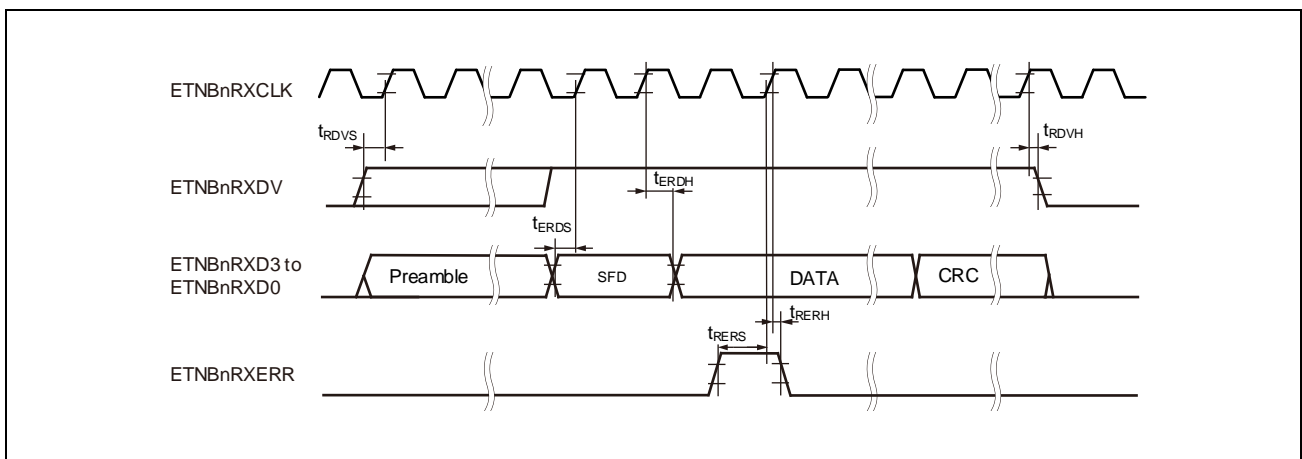 ETNBnRXCLK
tRDVS
tRDVH
ETNBnRXDV
tERDH
tERDS
ETNBnRXD3 to
ETNBnRXD0
Preamble
SFD
DATA
CRC
tRERH
tRERS
ETNBnRXERR